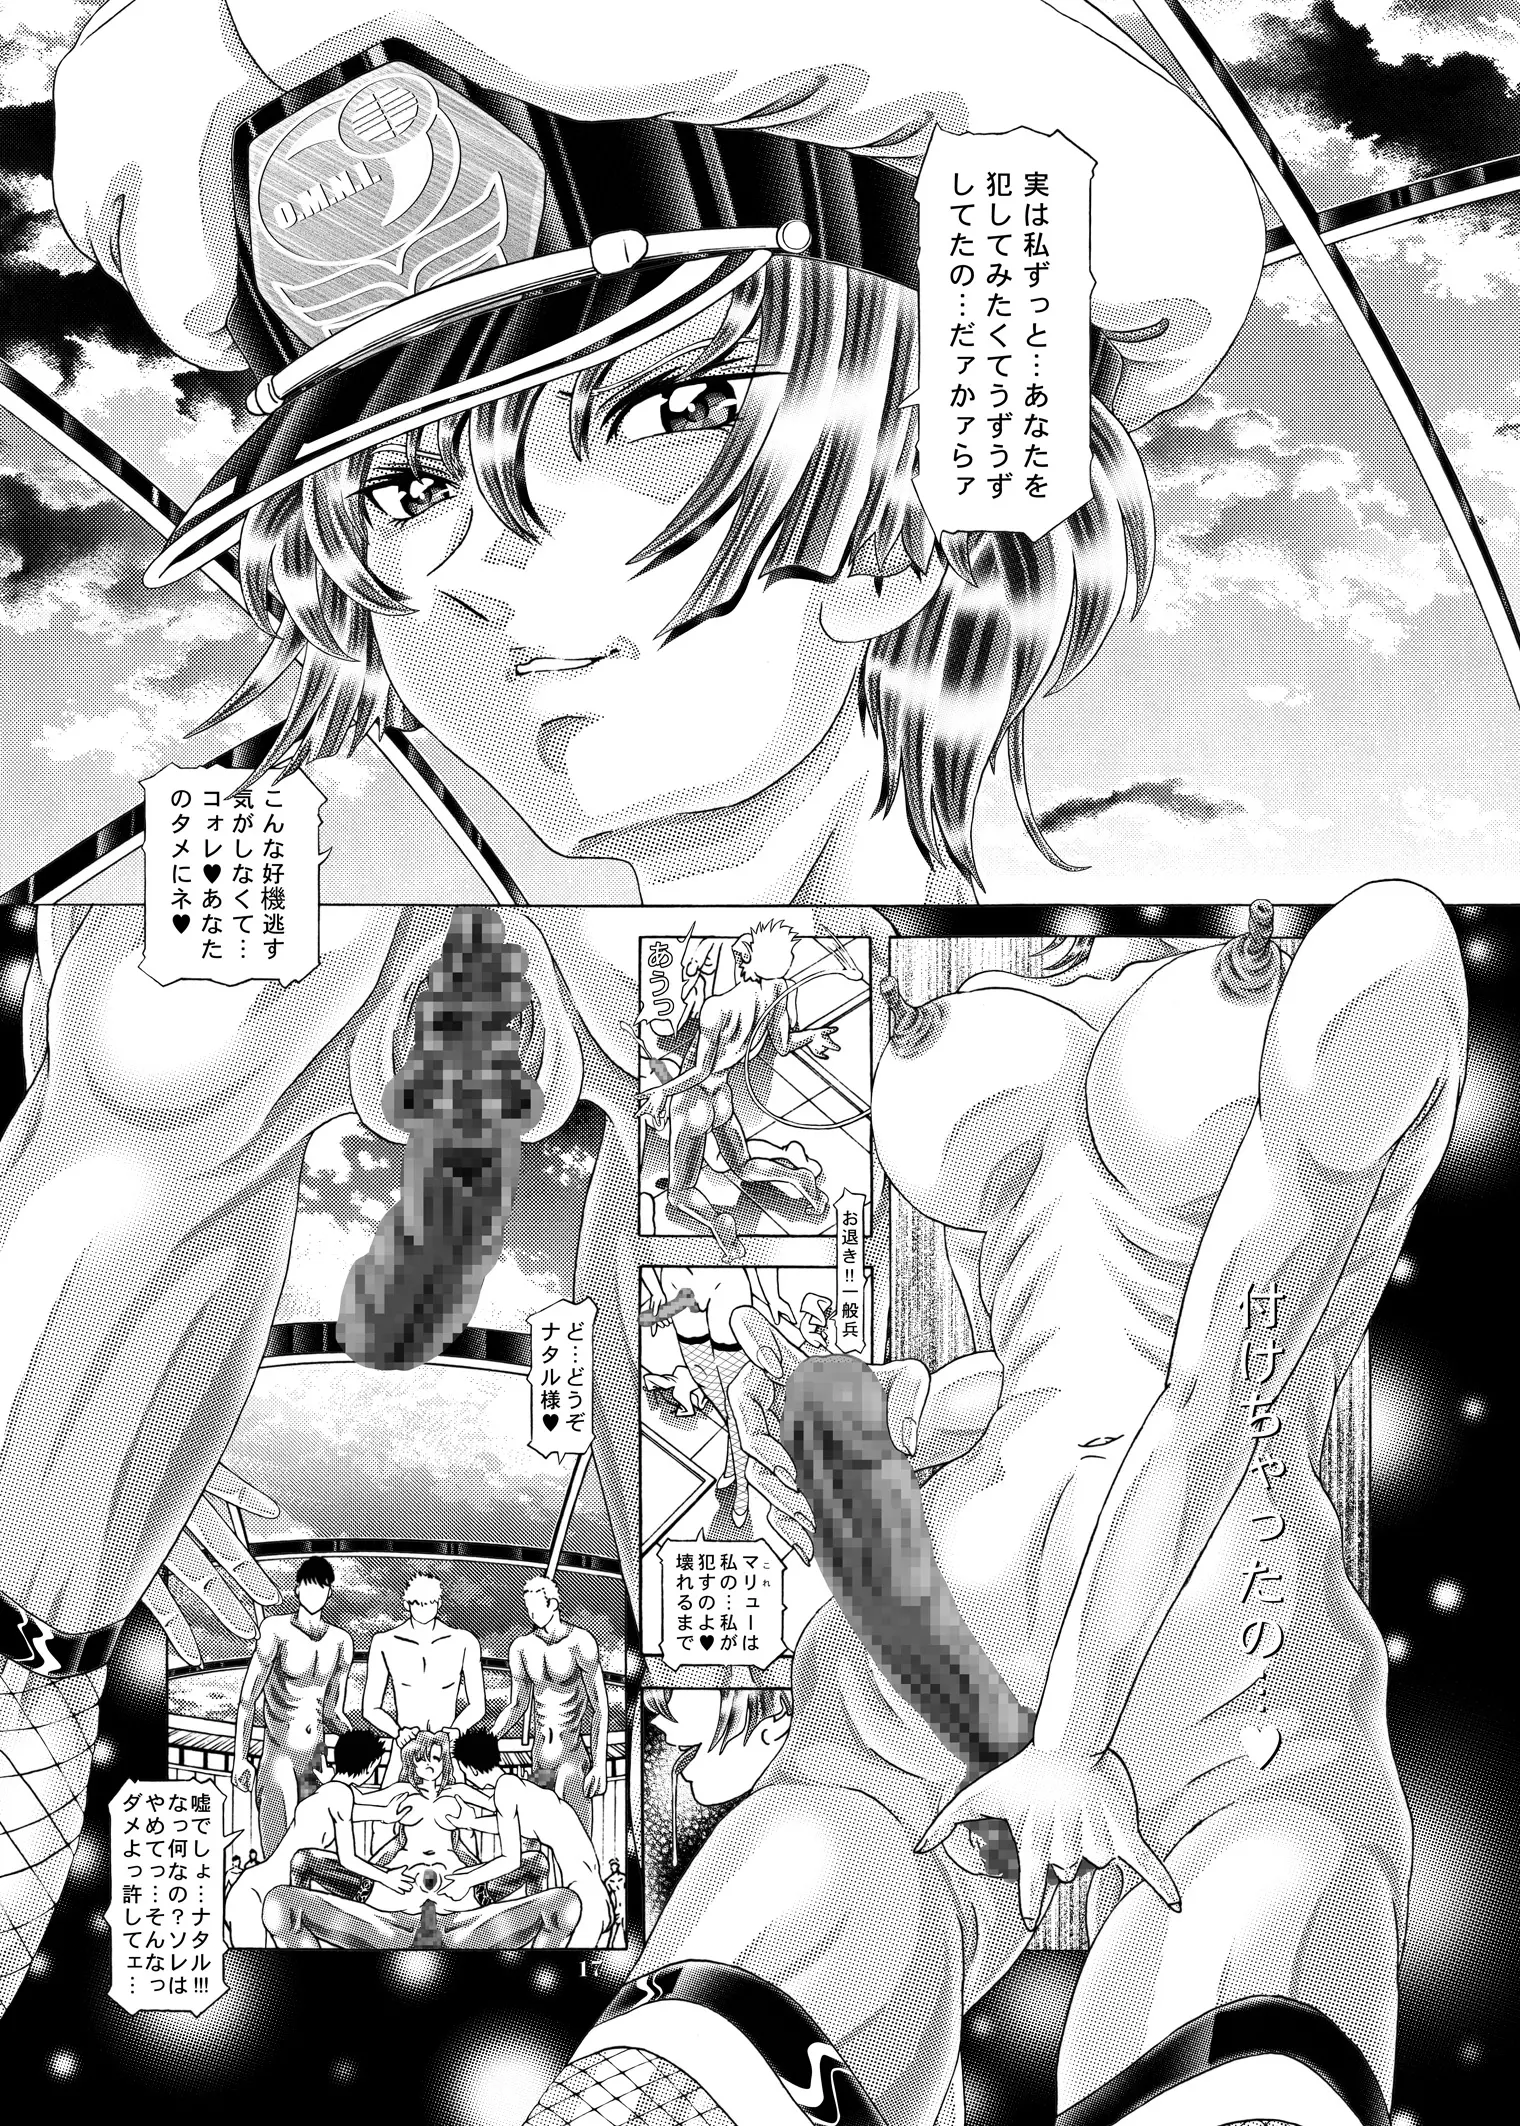 実は私ずっと…あなたを
犯してみたくてうずうず
してたの…だァかァらァ
O.M.N.I.
こんな好機逃す
気がしなくて…
コォレ♥あなた
のタメにネ♥
あうっ
お退き!!一般兵
付けちゃったの…♡
ど…どうぞ
ナタル様♥
マリューは
これ
私の…私が
犯すのよ♥
壊れるまで
嘘でしょ…ナタル!!!
なっ何なの?ソレは
やめてっ…そんなっ
ダメよっ許してェ…
17